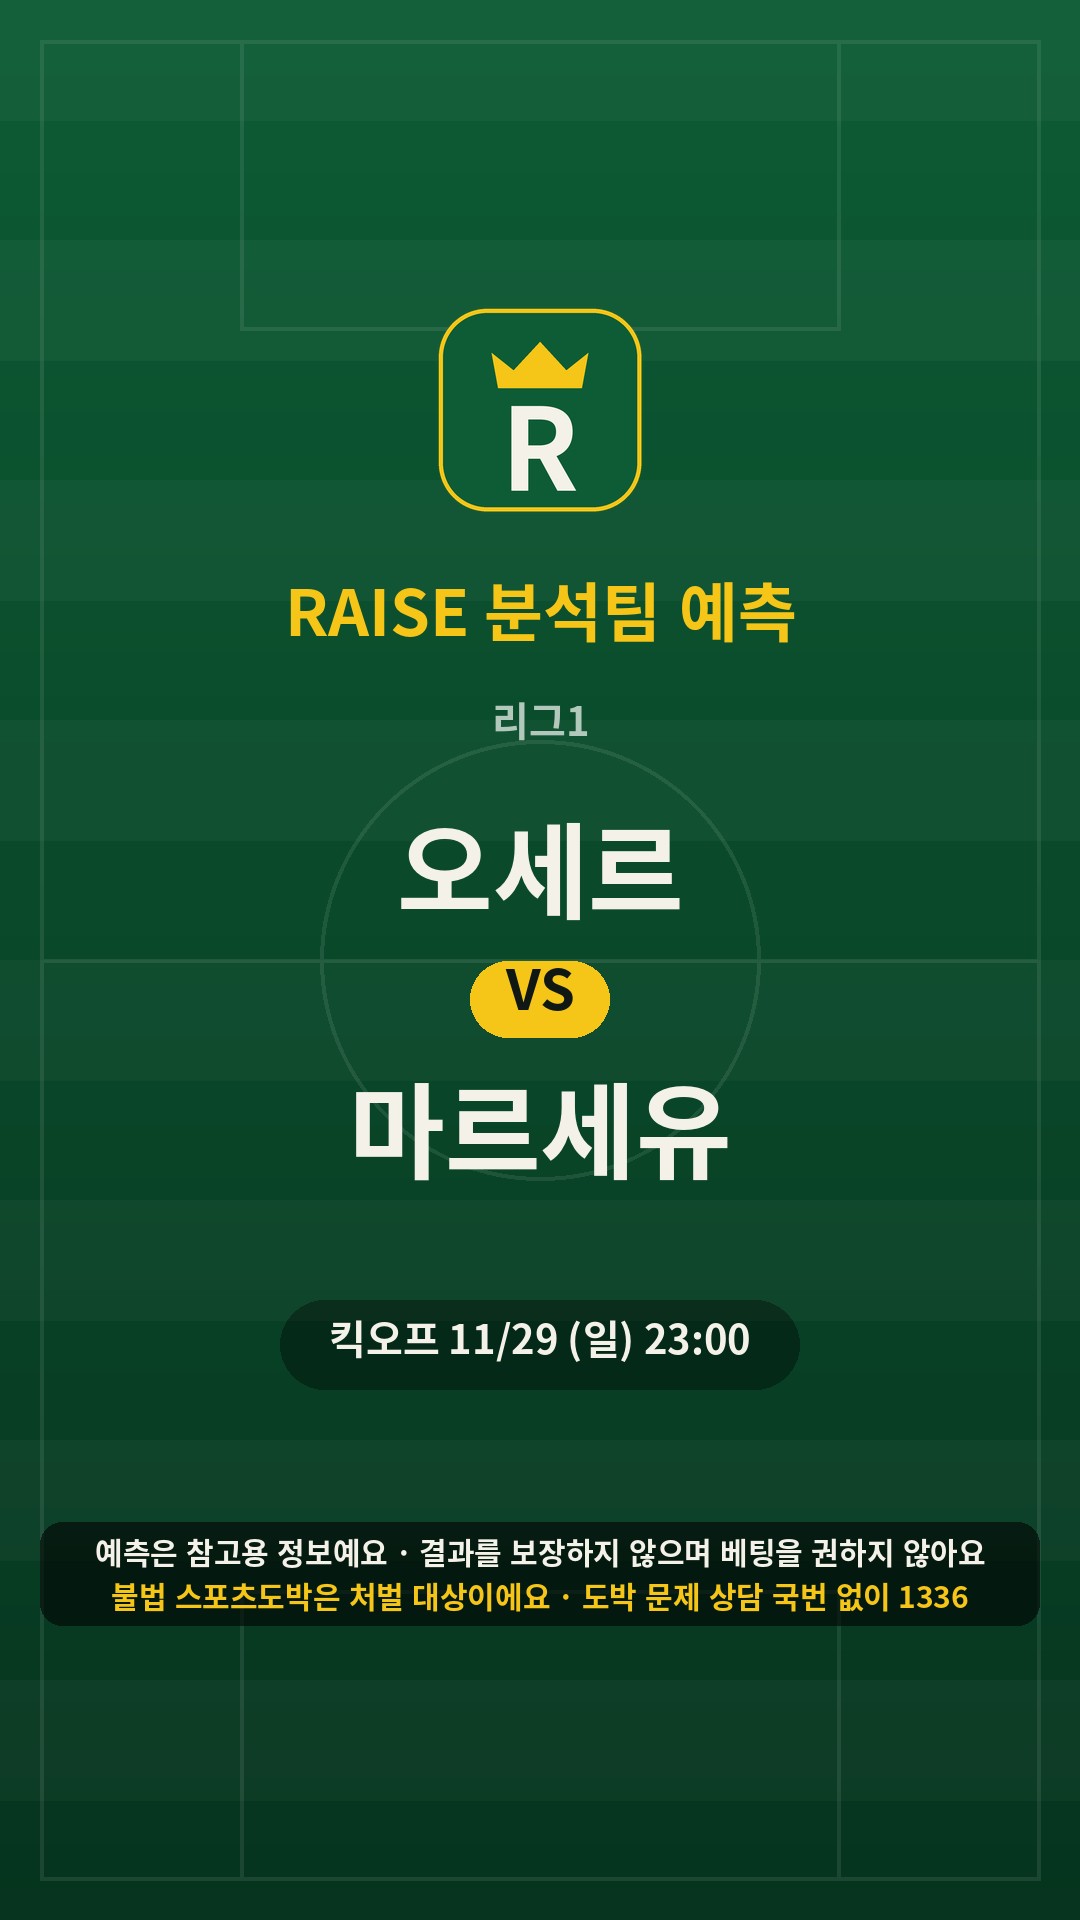 R
RAISE 분석팀 예측
리그1
오세르
VS
마르세유
킥오프 11/29 (일) 23:00
예측은 참고용 정보예요 · 결과를 보장하지 않으며 베팅을 권하지 않아요
불법 스포츠도박은 처벌 대상이에요 · 도박 문제 상담 국번 없이 1336